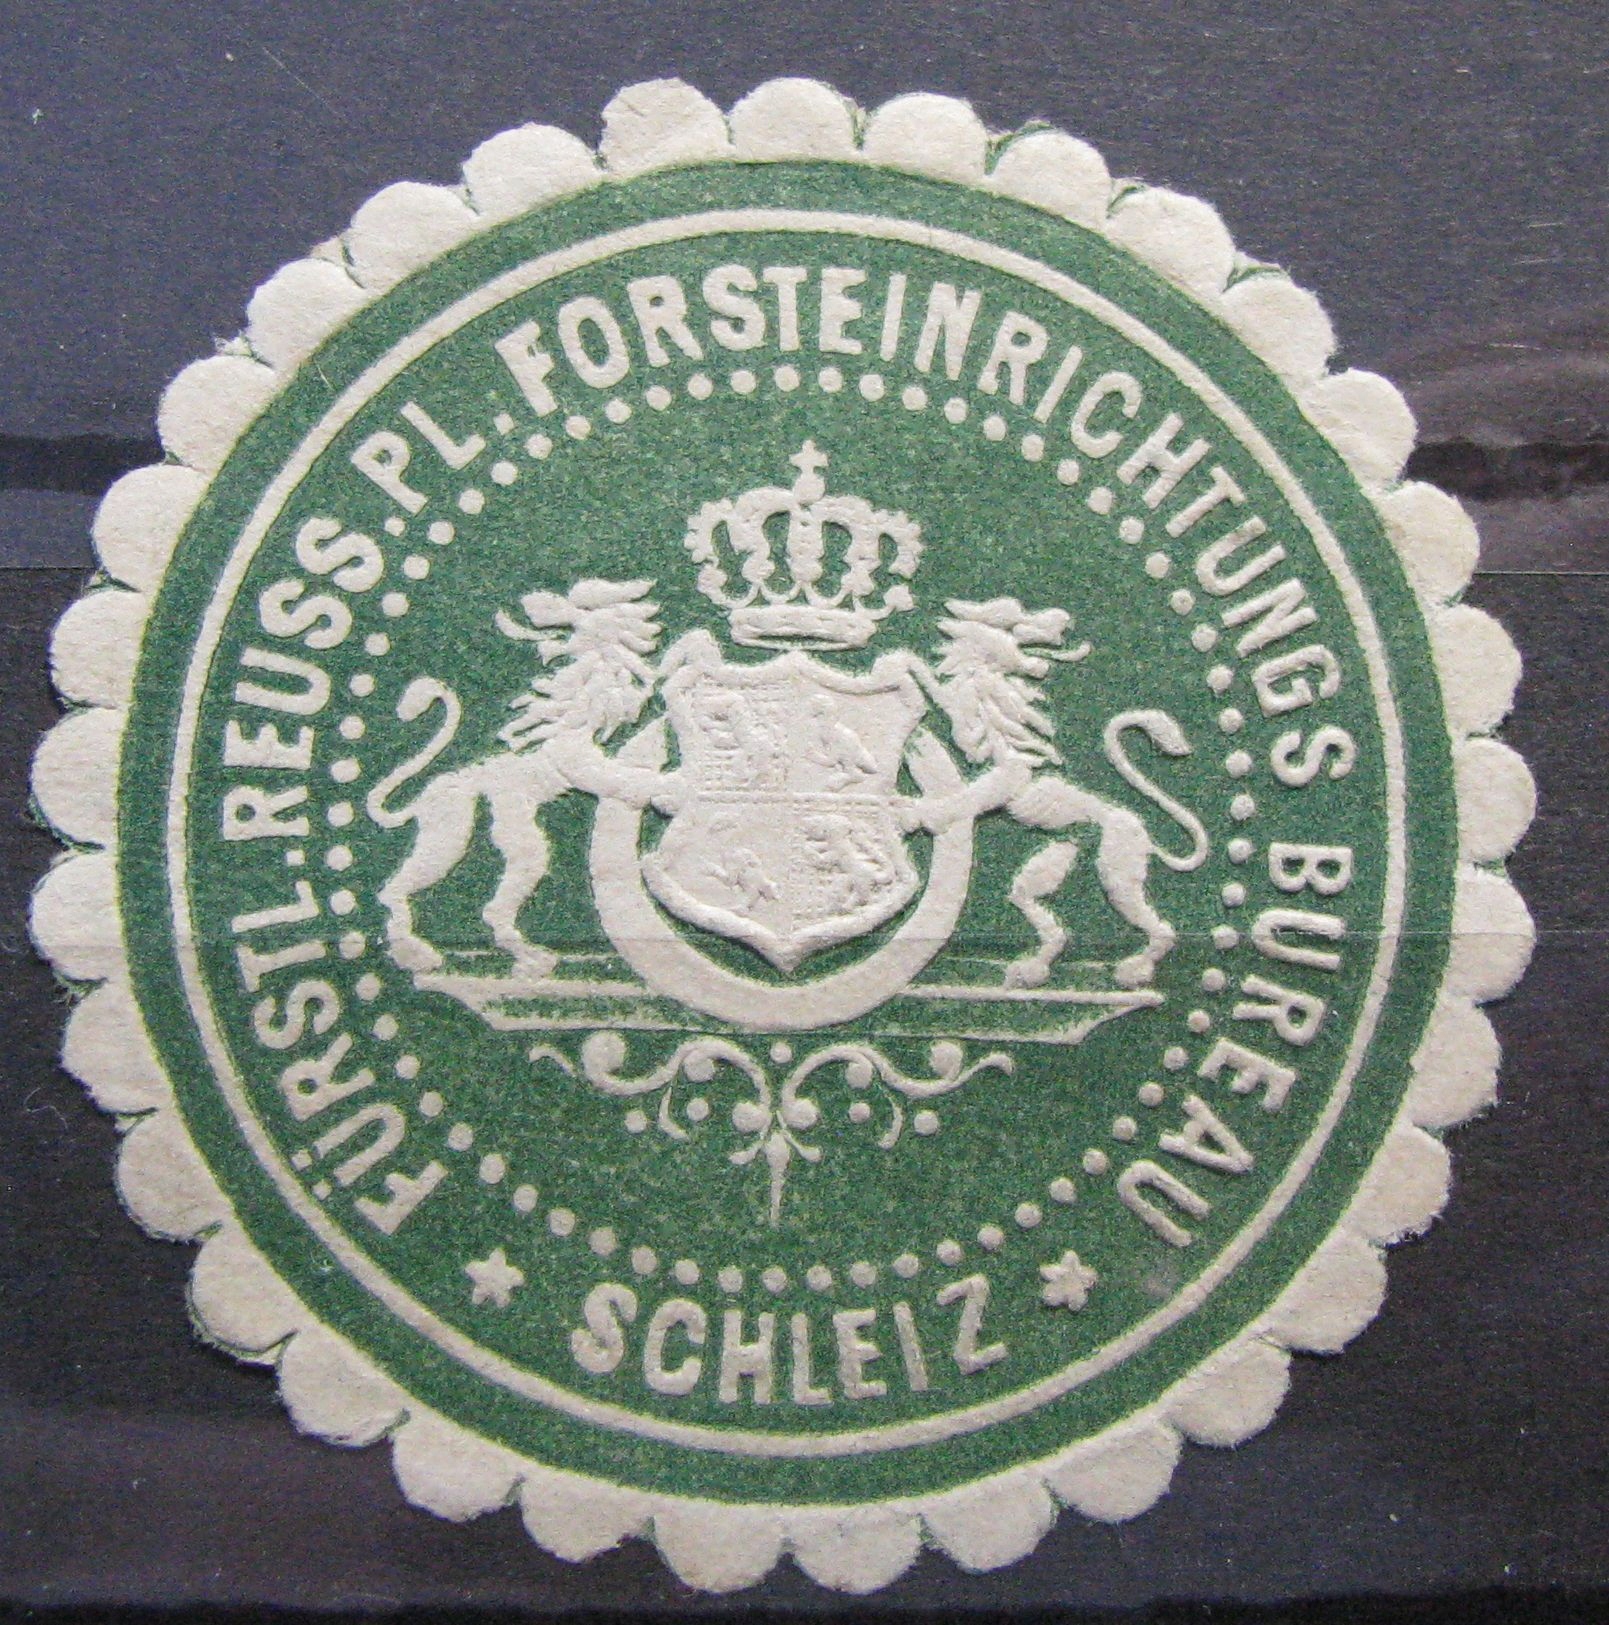 FÜRSTL. REUSS. PL. FORSTEINRICHTUNGS BUREAU
SCHLEIZ